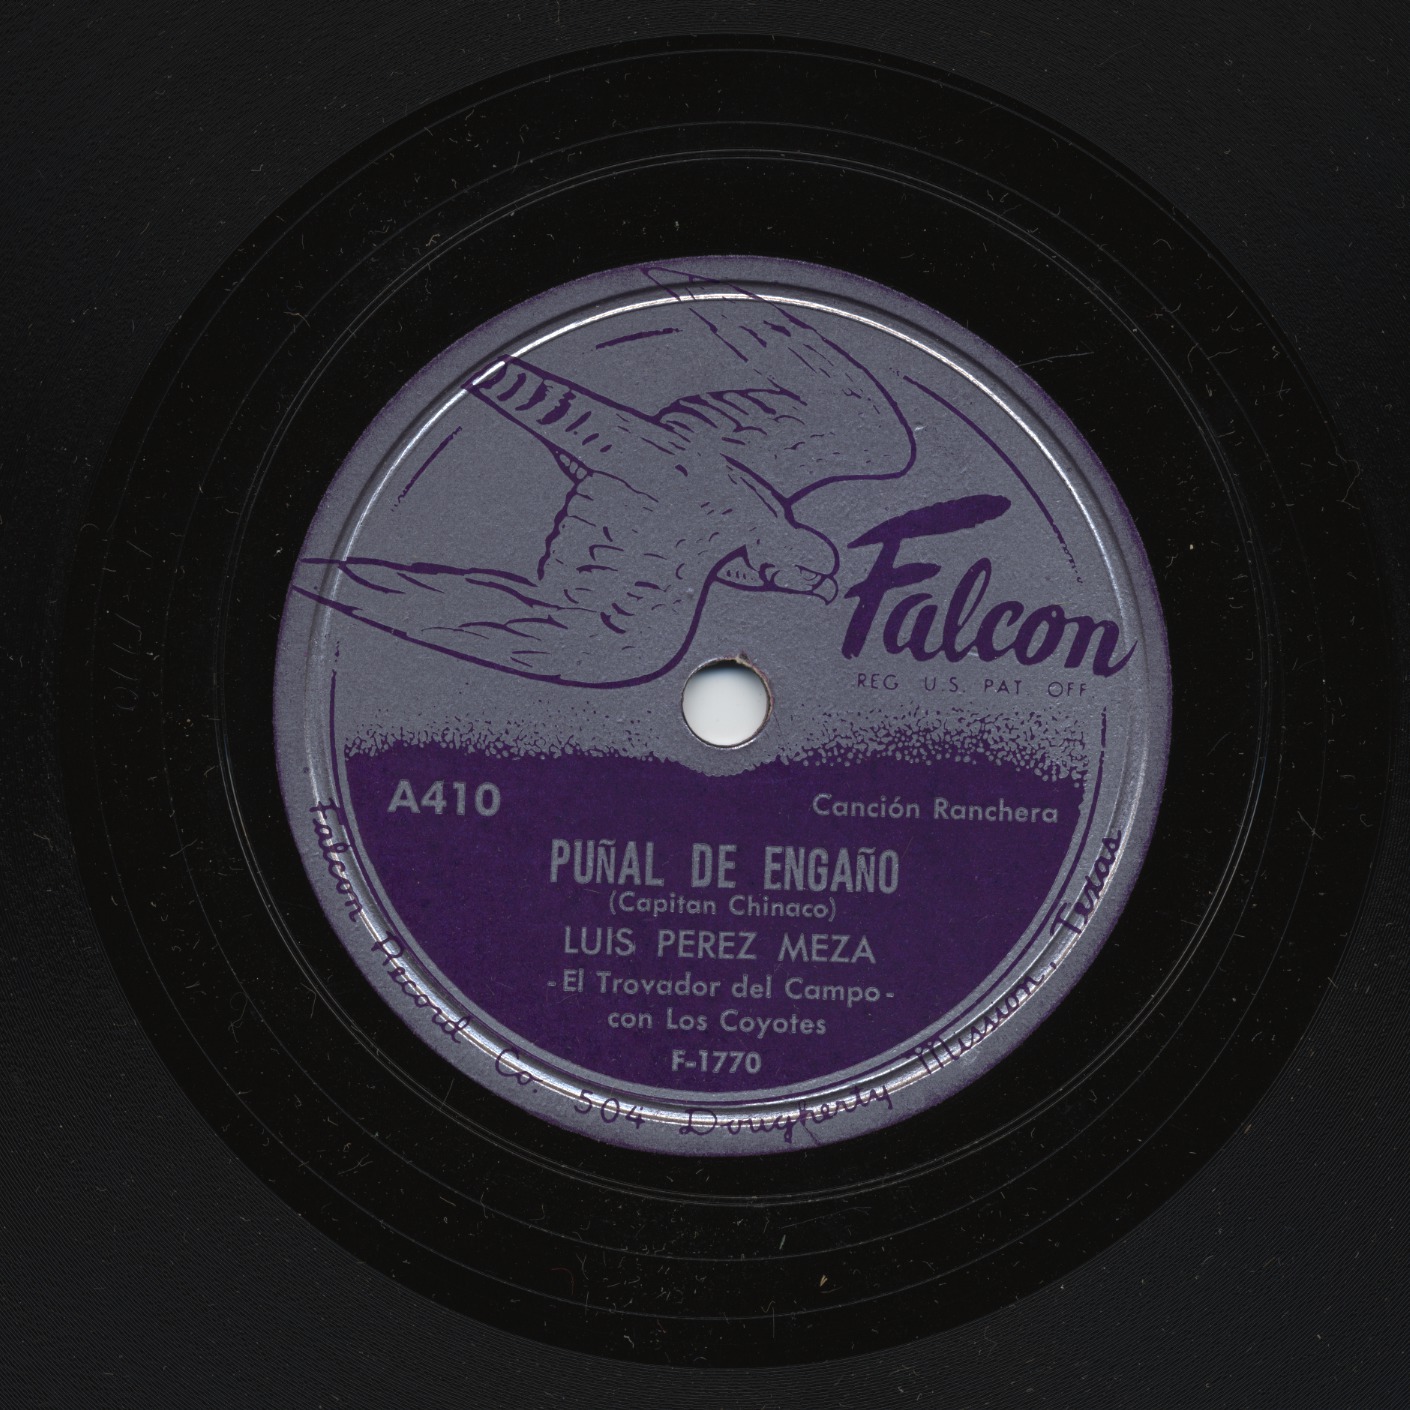 Falcon
REG. U.S. PAT. OFF.
A410
Canción Ranchera
PUÑAL DE ENGAÑO
(Capitan Chinaco)
LUIS PEREZ MEZA
-El Trovador del Campo-
con Los Coyotes
F-1770
Falcon Record Co. 504 Dougherty Mission, Texas